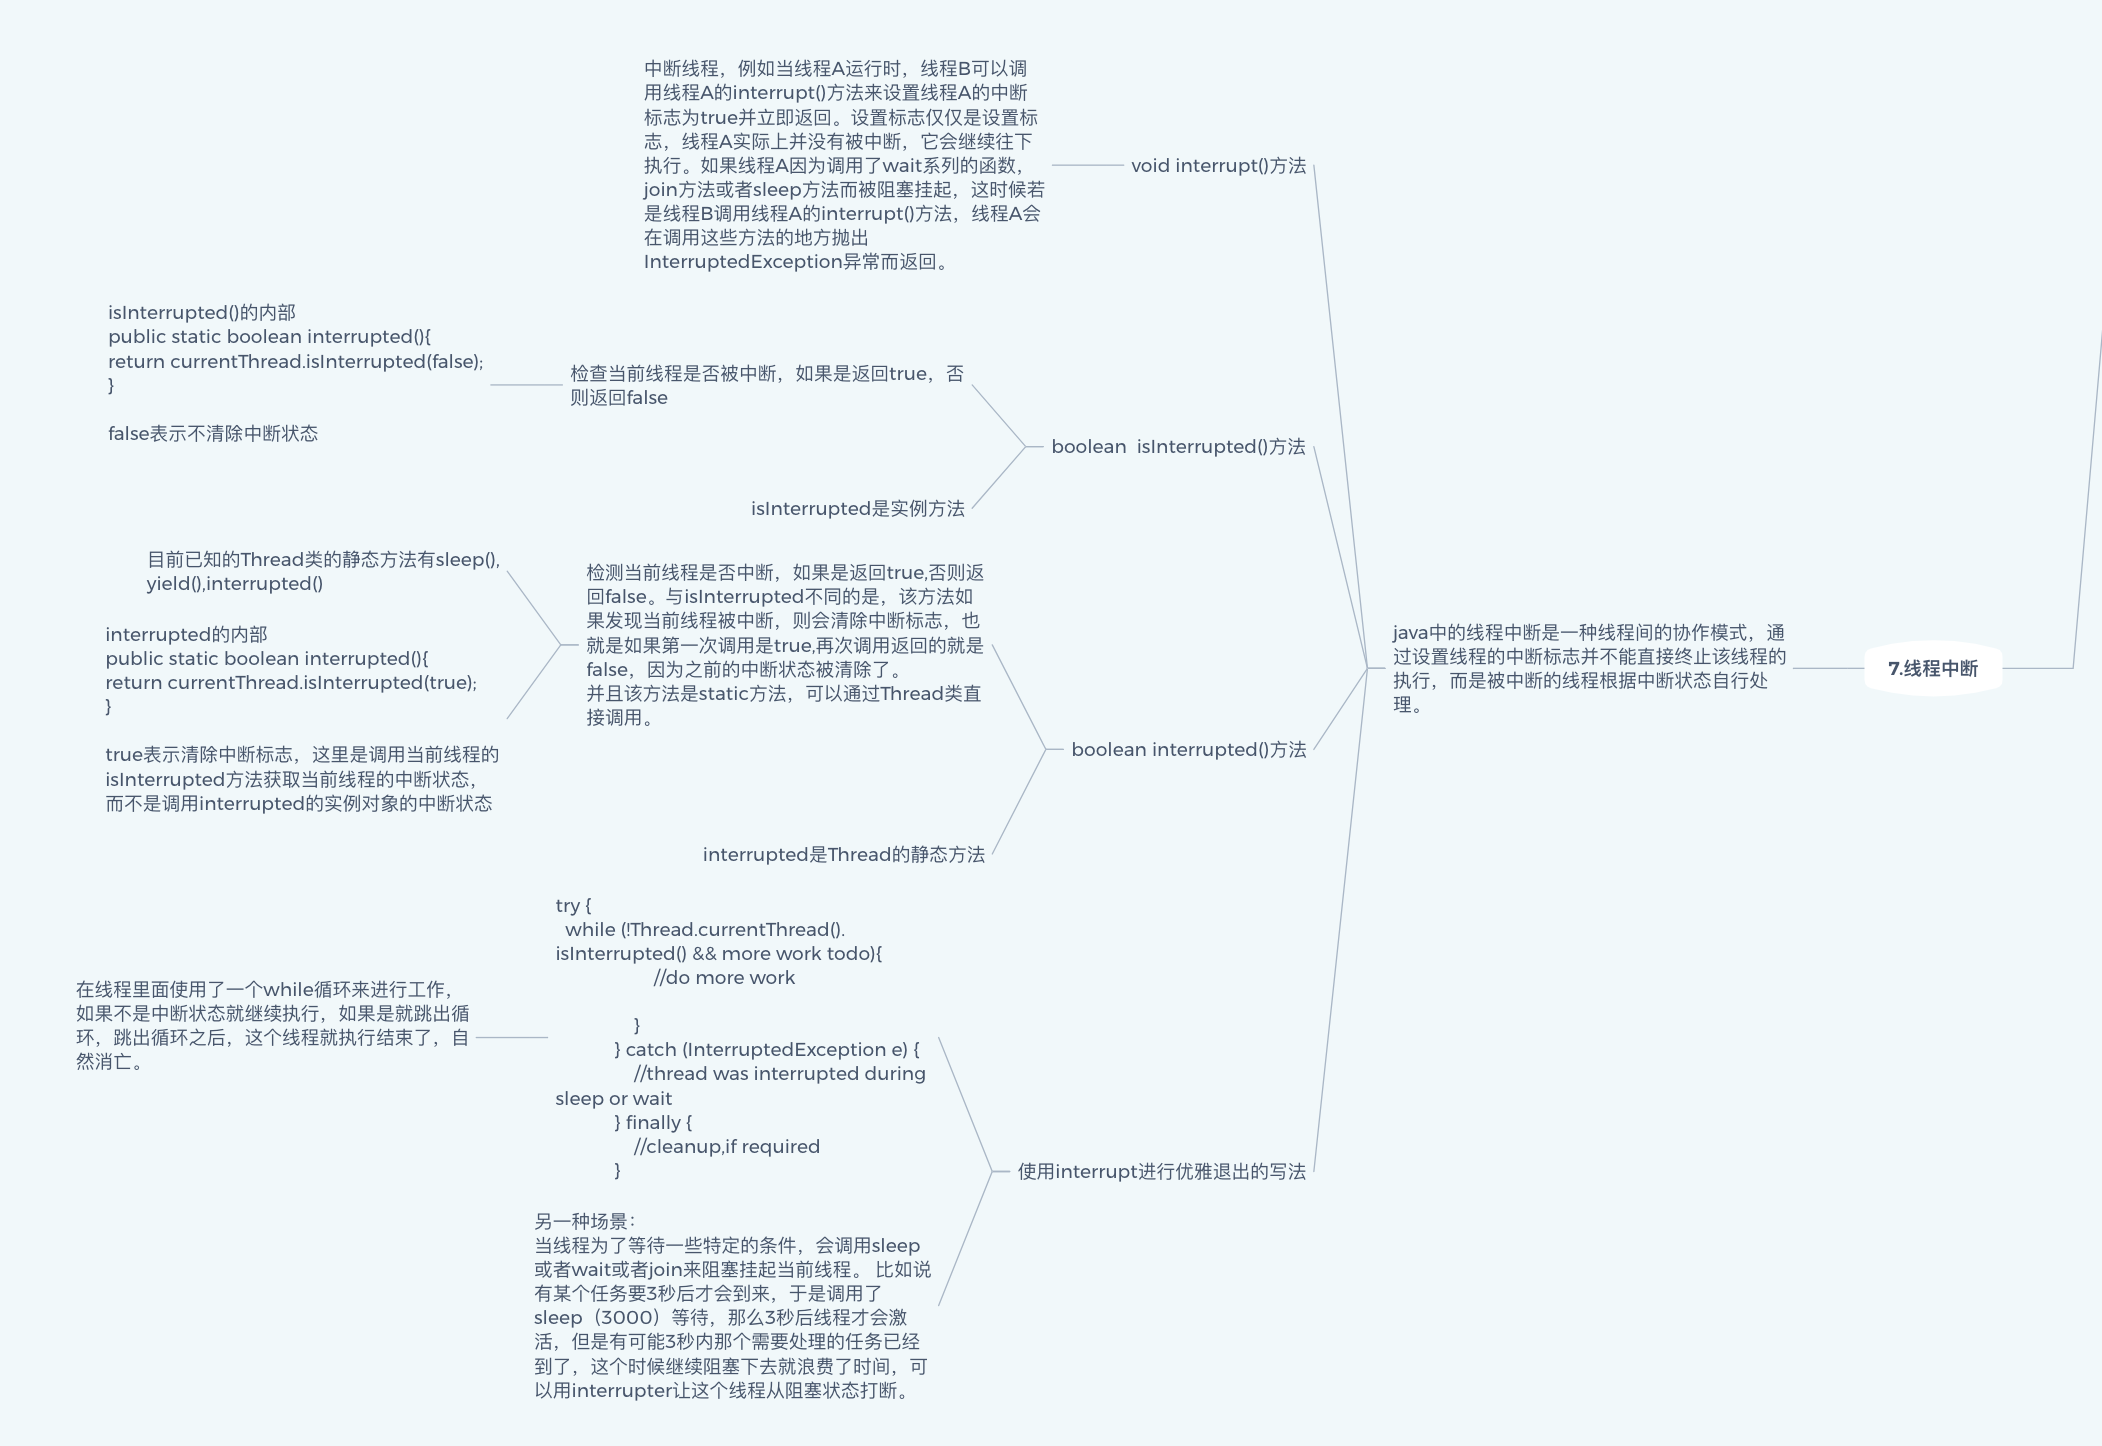 7.线程中断
java中的线程中断是一种线程间的协作模式，通
过设置线程的中断标志并不能直接终止该线程的
执行，而是被中断的线程根据中断状态自行处
理。
void interrupt()方法
中断线程，例如当线程A运行时，线程B可以调
用线程A的interrupt()方法来设置线程A的中断
标志为true并立即返回。设置标志仅仅是设置标
志，线程A实际上并没有被中断，它会继续往下
执行。如果线程A因为调用了wait系列的函数，
join方法或者sleep方法而被阻塞挂起，这时候若
是线程B调用线程A的interrupt()方法，线程A会
在调用这些方法的地方抛出
InterruptedException异常而返回。
boolean  isInterrupted()方法
检查当前线程是否被中断，如果是返回true，否
则返回false
isInterrupted()的内部
public static boolean interrupted(){
return currentThread.isInterrupted(false);
}
false表示不清除中断状态
isInterrupted是实例方法
boolean interrupted()方法
检测当前线程是否中断，如果是返回true,否则返
回false。与isInterrupted不同的是，该方法如
果发现当前线程被中断，则会清除中断标志，也
就是如果第一次调用是true,再次调用返回的就是
false，因为之前的中断状态被清除了。
并且该方法是static方法，可以通过Thread类直
接调用。
目前已知的Thread类的静态方法有sleep(),
yield(),interrupted()
interrupted的内部
public static boolean interrupted(){
return currentThread.isInterrupted(true);
}
true表示清除中断标志，这里是调用当前线程的
isInterrupted方法获取当前线程的中断状态，
而不是调用interrupted的实例对象的中断状态
interrupted是Thread的静态方法
使用interrupt进行优雅退出的写法
try {
while (!Thread.currentThread().
isInterrupted() && more work todo){
//do more work
}
} catch (InterruptedException e) {
//thread was interrupted during
sleep or wait
} finally {
//cleanup,if required
}
在线程里面使用了一个while循环来进行工作，
如果不是中断状态就继续执行，如果是就跳出循
环，跳出循环之后，这个线程就执行结束了，自
然消亡。
另一种场景：
当线程为了等待一些特定的条件，会调用sleep
或者wait或者join来阻塞挂起当前线程。 比如说
有某个任务要3秒后才会到来，于是调用了
sleep（3000）等待，那么3秒后线程才会激
活，但是有可能3秒内那个需要处理的任务已经
到了，这个时候继续阻塞下去就浪费了时间，可
以用interrupter让这个线程从阻塞状态打断。